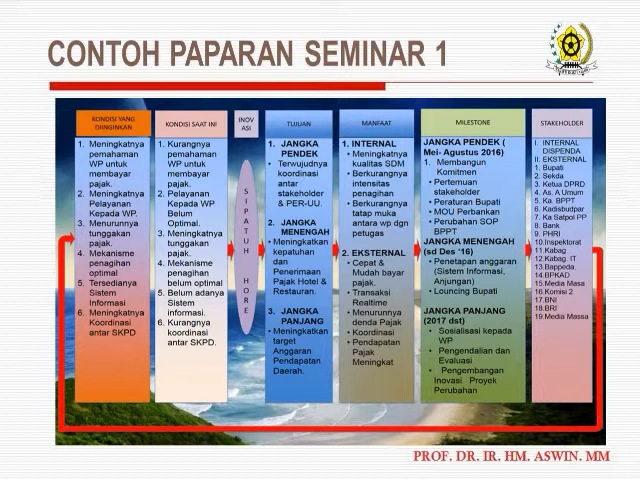 CONTOH PAPARAN SEMINAR 1
KONDISI YANG
DIINGINKAN
1. Meningkatnya
pemahaman
WP untuk
membayar
pajak.
2. Meningkatnya
Pelayanan
Kepada WP.
3. Menurunnya
tunggakan
pajak.
4. Mekanisme
penagihan
optimal
5. Tersedianya
Sistem
Informasi
6. Meningkatnya
Koordinasi
antar SKPD
KONDISI SAAT INI
1. Kurangnya
pemahaman
WP untuk
membayar
pajak.
2. Pelayanan
Kepada WP
Belum
Optimal.
3. Meningkatnya
tunggakan
pajak.
4. Mekanisme
penagihan
belum optimal
5. Belum adanya
Sistem
informasi.
6. Kurangnya
koordinasi
antar SKPD.
INOV
ASI
SIPATUH HORE
TUJUAN
1. JANGKA
PENDEK
• Terwujudnya
koordinasi
antar
stakeholder
& PER-UU.
2. JANGKA
MENENGAH
• Meningkatkan
kepatuhan
dan
Penerimaan
Pajak Hotel &
Restauran.
3. JANGKA
PANJANG
• Meningkatkan
target
Anggaran
Pendapatan
Daerah.
MANFAAT
1. INTERNAL
• Meningkatnya
kualitas SDM
• Berkurangnya
intensitas
penagihan
• Berkurangnya
tatap muka
antara wp dgn
petugas
2. EKSTERNAL
• Cepat &
Mudah bayar
pajak.
• Transaksi
Realtime
• Menurunnya
denda Pajak
• Koordinasi
• Pendapatan
Pajak
Meningkat
MILESTONE
JANGKA PENDEK (
Mei- Agustus 2016)
1. Membangun
Komitmen
• Pertemuan
stakeholder
• Peraturan Bupati
• MOU Perbankan
• Perubahan SOP
BPPT
JANGKA MENENGAH
(sd Des '16)
• Penetapan anggaran
(Sistem Informasi,
Anjungan)
• Louncing Bupati
JANGKA PANJANG
(2017 dst)
• Sosialisasi kepada
WP
• Pengendalian dan
Evaluasi
• Pengembangan
Inovasi Proyek
Perubahan
STAKEHOLDER
I. INTERNAL
DISPENDA
II. EKSTERNAL
1. Bupati
2. Sekda
3. Ketua DPRD
4. As. A Umum
5. Ka. BPPT
6. Kadisbudpar
7. Ka Satpol PP
8. Bank
9. PHRI
10.Inspektorat
11.Kabag
12.Kabag. IT
13.Bappeda.
14.BPKAD
15.Media Masa
16.Komisi 2
17.BNI
18.BRI
19.Media Massa
PROF. DR. IR. HM. ASWIN. MM